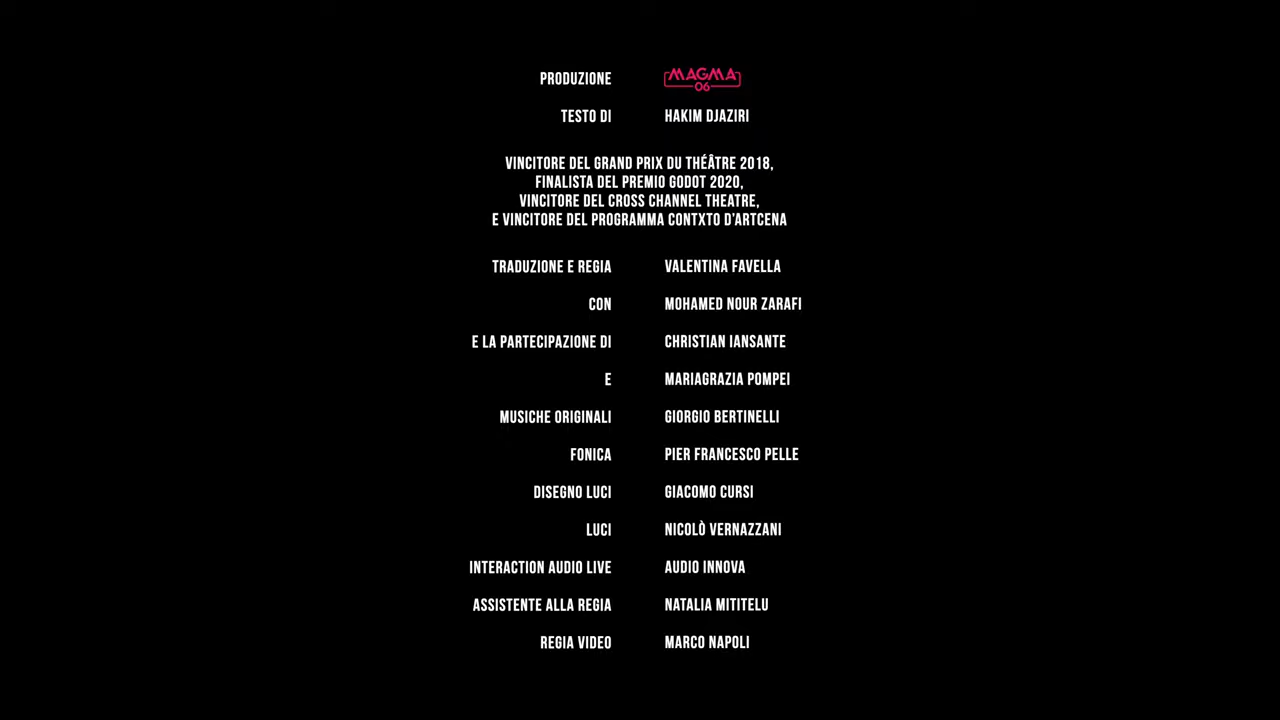 PRODUZIONE MAGMA 06
TESTO DI HAKIM DJAZIRI
VINCITORE DEL GRAND PRIX DU THÉÂTRE 2018,
FINALISTA DEL PREMIO GODOT 2020,
VINCITORE DEL CROSS CHANNEL THEATRE,
E VINCITORE DEL PROGRAMMA CONTXTO D'ARTCENA
TRADUZIONE E REGIA VALENTINA FAVELLA
CON MOHAMED NOUR ZARAFI
E LA PARTECIPAZIONE DI CHRISTIAN IANSANTE
E MARIAGRAZIA POMPEI
MUSICHE ORIGINALI GIORGIO BERTINELLI
FONICA PIER FRANCESCO PELLE
DISEGNO LUCI GIACOMO CURSI
LUCI NICOLÒ VERNAZZANI
INTERACTION AUDIO LIVE AUDIO INNOVA
ASSISTENTE ALLA REGIA NATALIA MITITELU
REGIA VIDEO MARCO NAPOLI